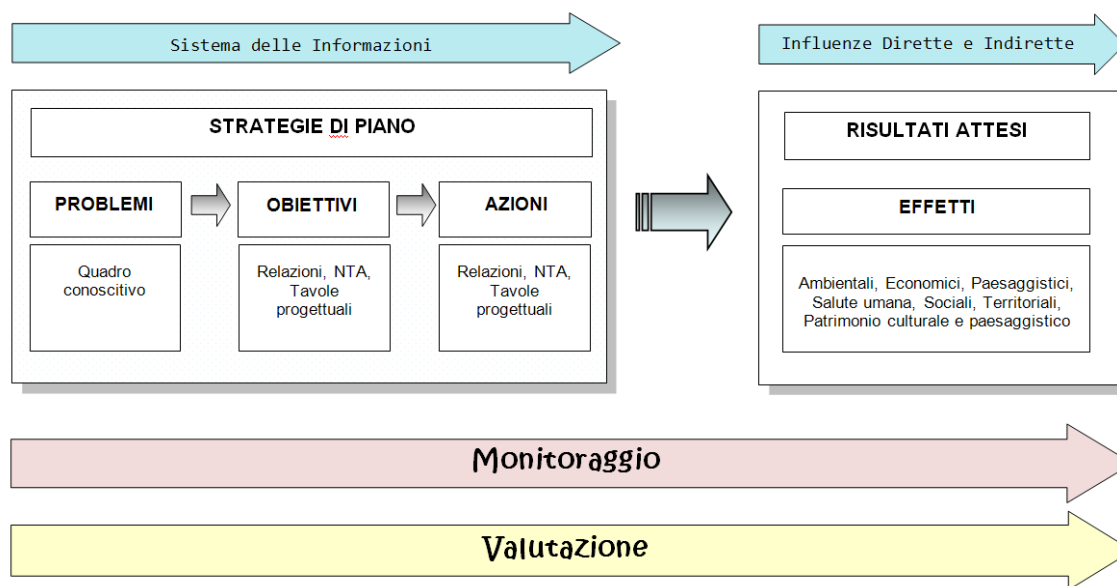 Sistema delle Informazioni
Influenze Dirette e Indirette
STRATEGIE DI PIANO
RISULTATI ATTESI
PROBLEMI
OBIETTIVI
AZIONI
EFFETTI
Quadro
conoscitivo
Relazioni, NTA,
Tavole
progettuali
Relazioni, NTA,
Tavole
progettuali
Ambientali, Economici, Paesaggistici,
Salute umana, Sociali, Territoriali,
Patrimonio culturale e paesaggistico
Monitoraggio
Valutazione